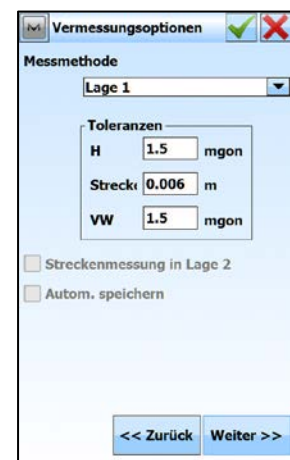 Vermessungsoptionen
Messmethode
Lage 1
Toleranzen
H 1.5 mgon
Strecke 0.006 m
VW 1.5 mgon
Streckenmessung in Lage 2
Autom. speichern
<< Zurück Weiter >>